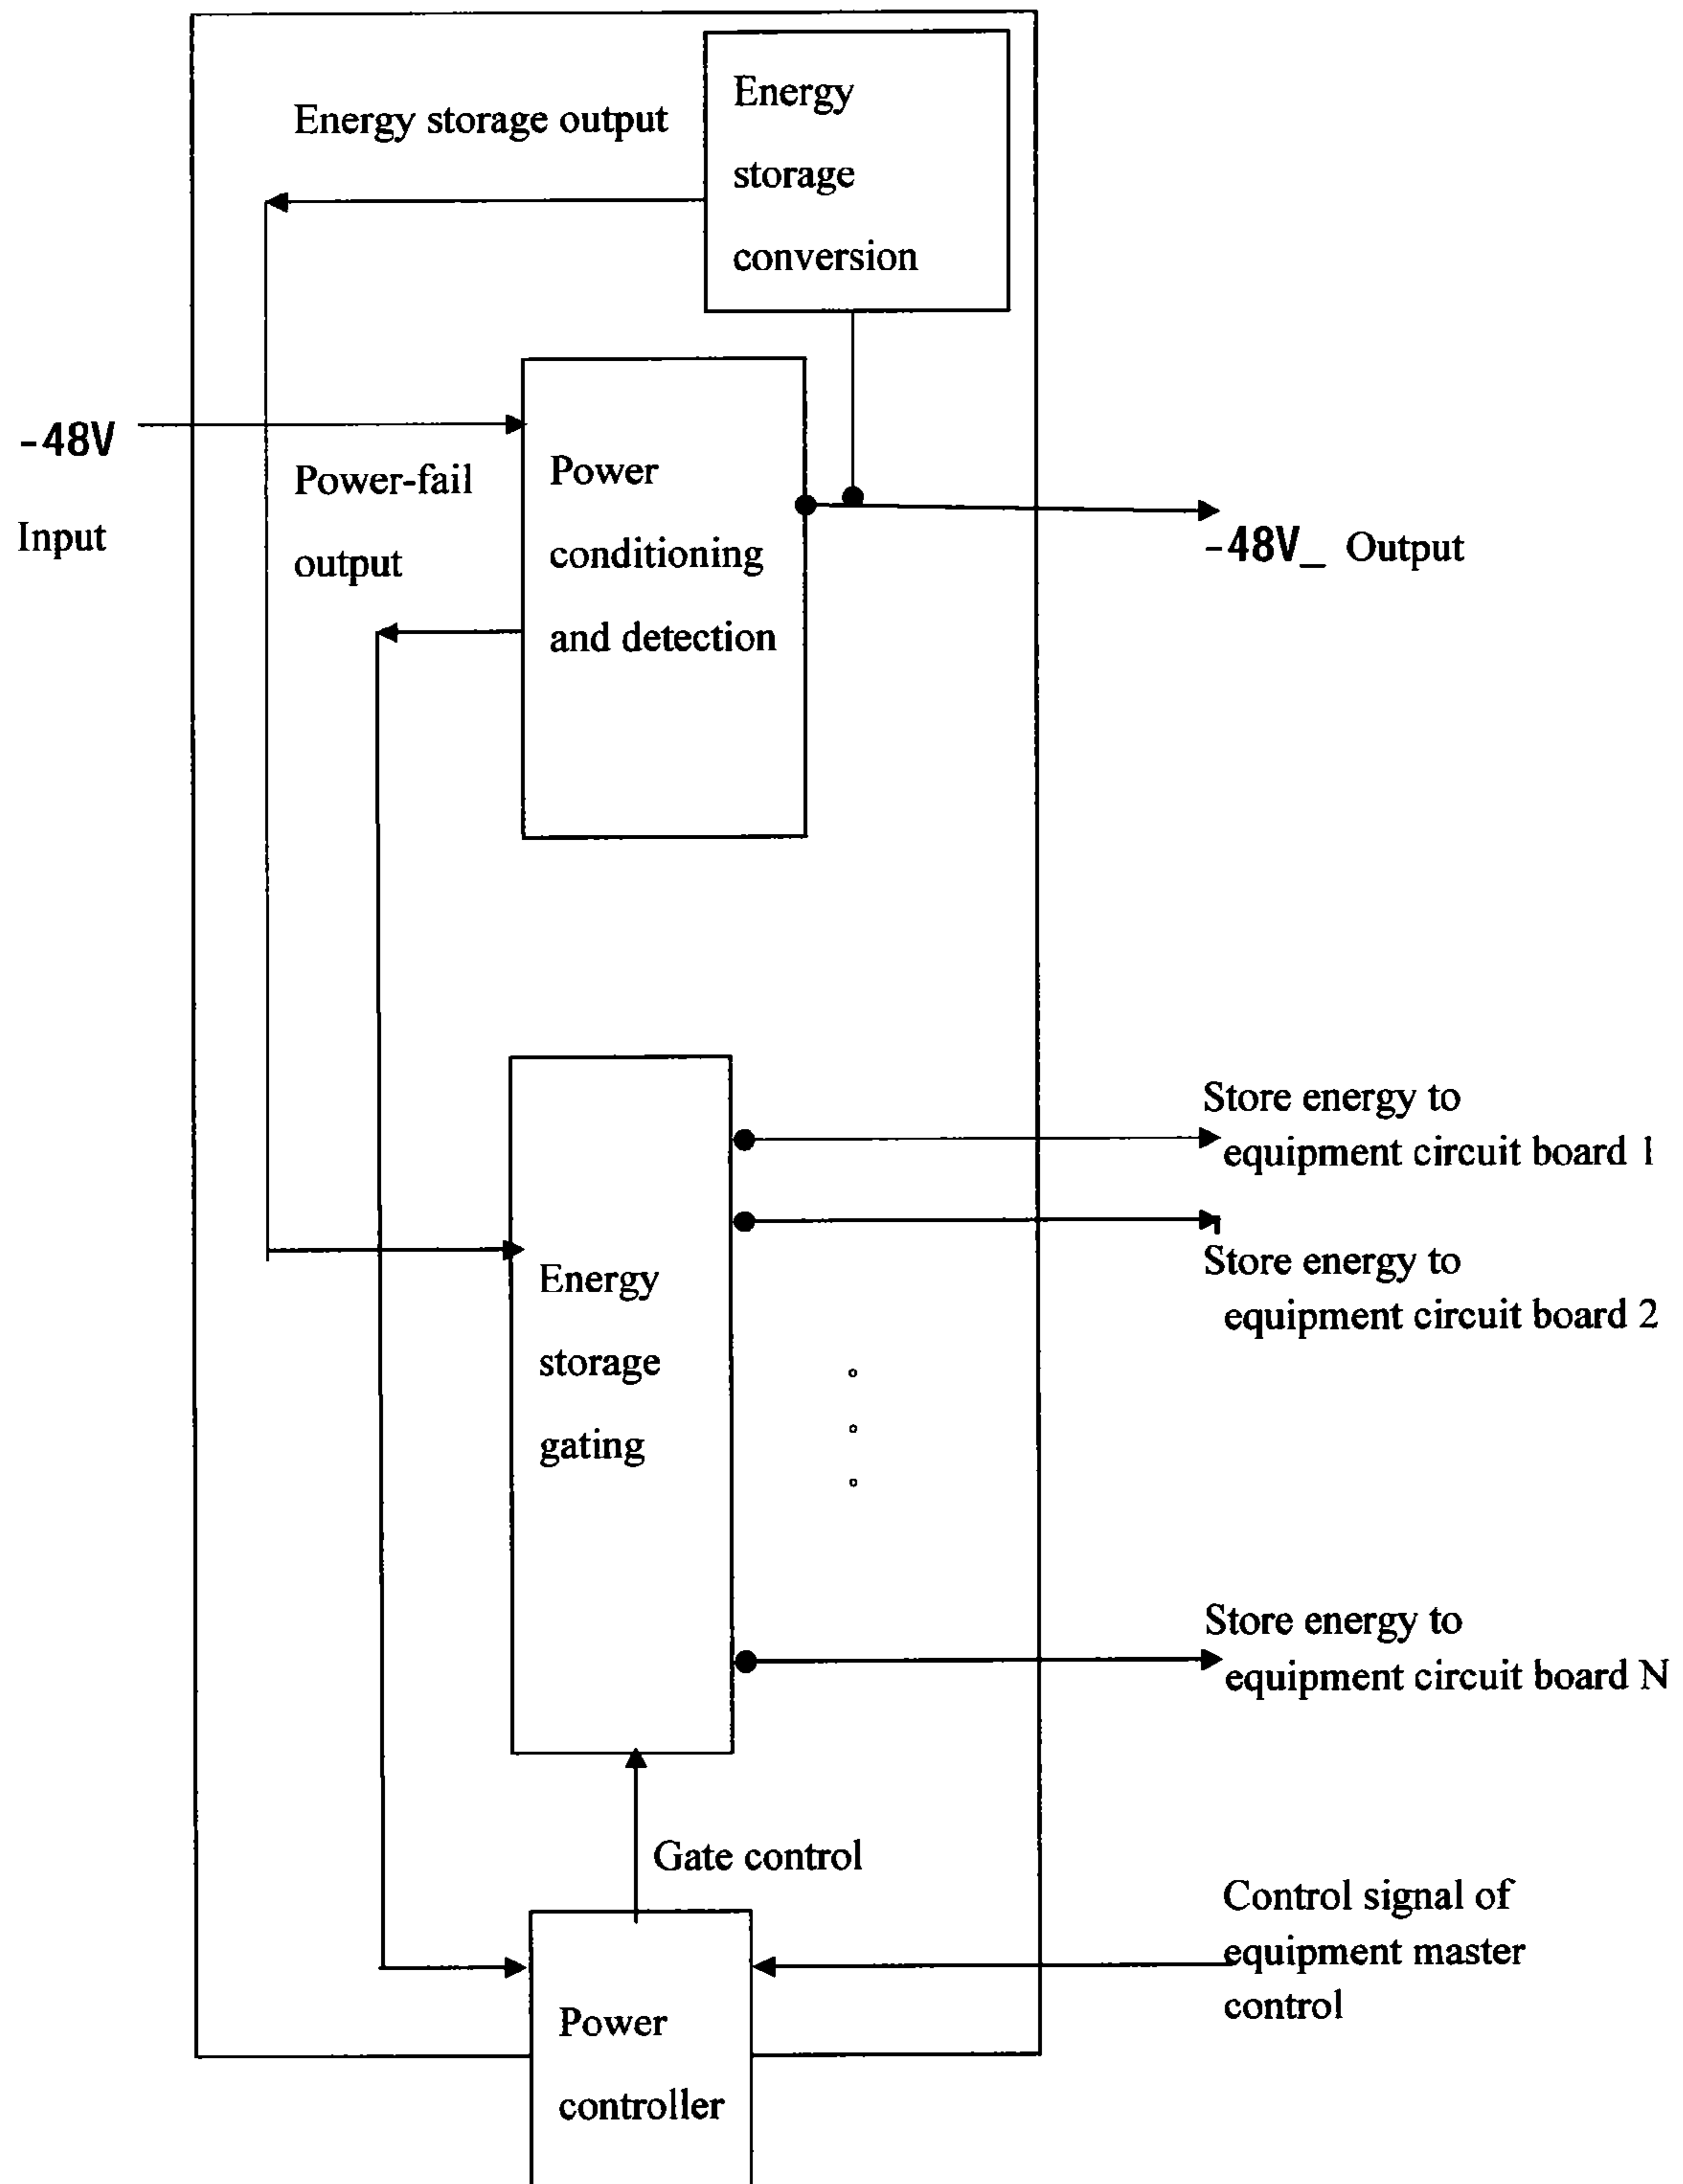 Energy
storage
conversion
Energy storage output
-48V
Input
Power-fail
output
Power
conditioning
and detection
-48V_ Output
Store energy to
equipment circuit board 1
Store energy to
equipment circuit board 2
Energy
storage
gating
Store energy to
equipment circuit board N
Gate control
Control signal of
equipment master
control
Power
controller